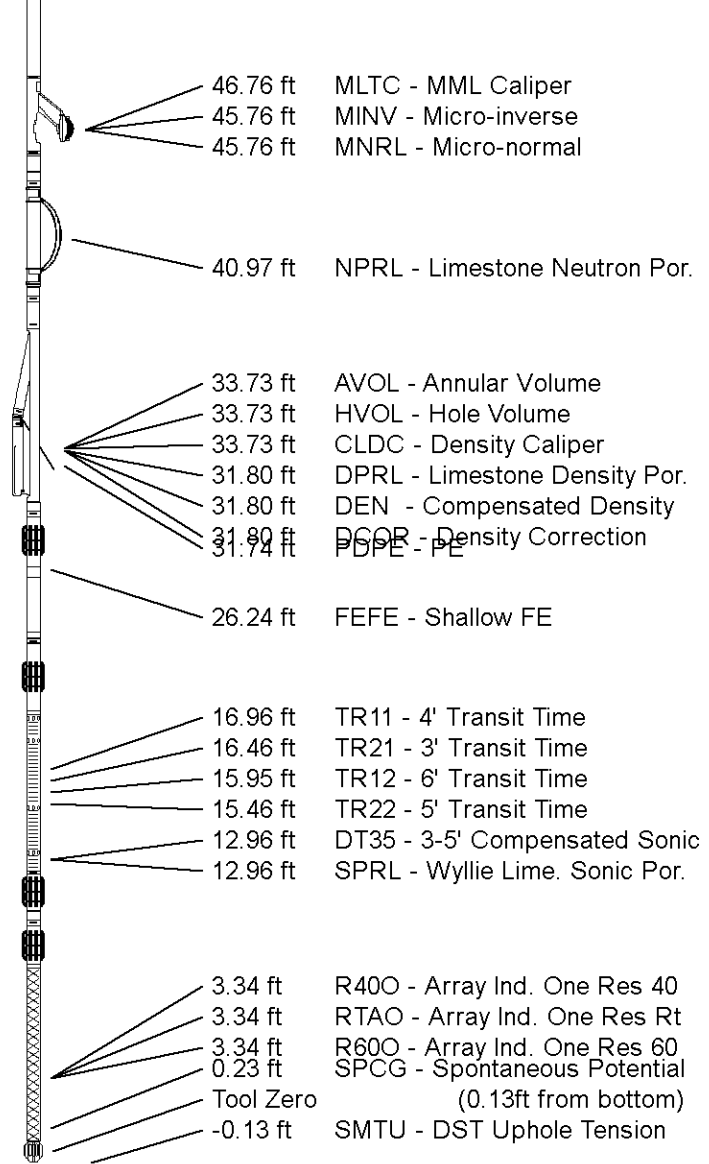 46.76 ft MLTC - MML Caliper
45.76 ft MINV - Micro-inverse
45.76 ft MNRL - Micro-normal
40.97 ft NPRL - Limestone Neutron Por.
33.73 ft AVOL - Annular Volume
33.73 ft HVOL - Hole Volume
33.73 ft CLDC - Density Caliper
31.80 ft DPRL - Limestone Density Por.
31.80 ft DEN - Compensated Density
31.80 ft DCOR - Density Correction
31.74 ft PDPE - PE
26.24 ft FEFE - Shallow FE
16.96 ft TR11 - 4' Transit Time
16.46 ft TR21 - 3' Transit Time
15.95 ft TR12 - 6' Transit Time
15.46 ft TR22 - 5' Transit Time
12.96 ft DT35 - 3-5' Compensated Sonic
12.96 ft SPRL - Wyllie Lime. Sonic Por.
3.34 ft R40O - Array Ind. One Res 40
3.34 ft RTAO - Array Ind. One Res Rt
3.34 ft R60O - Array Ind. One Res 60
0.23 ft SPCG - Spontaneous Potential
Tool Zero (0.13ft from bottom)
-0.13 ft SMTU - DST Uphole Tension